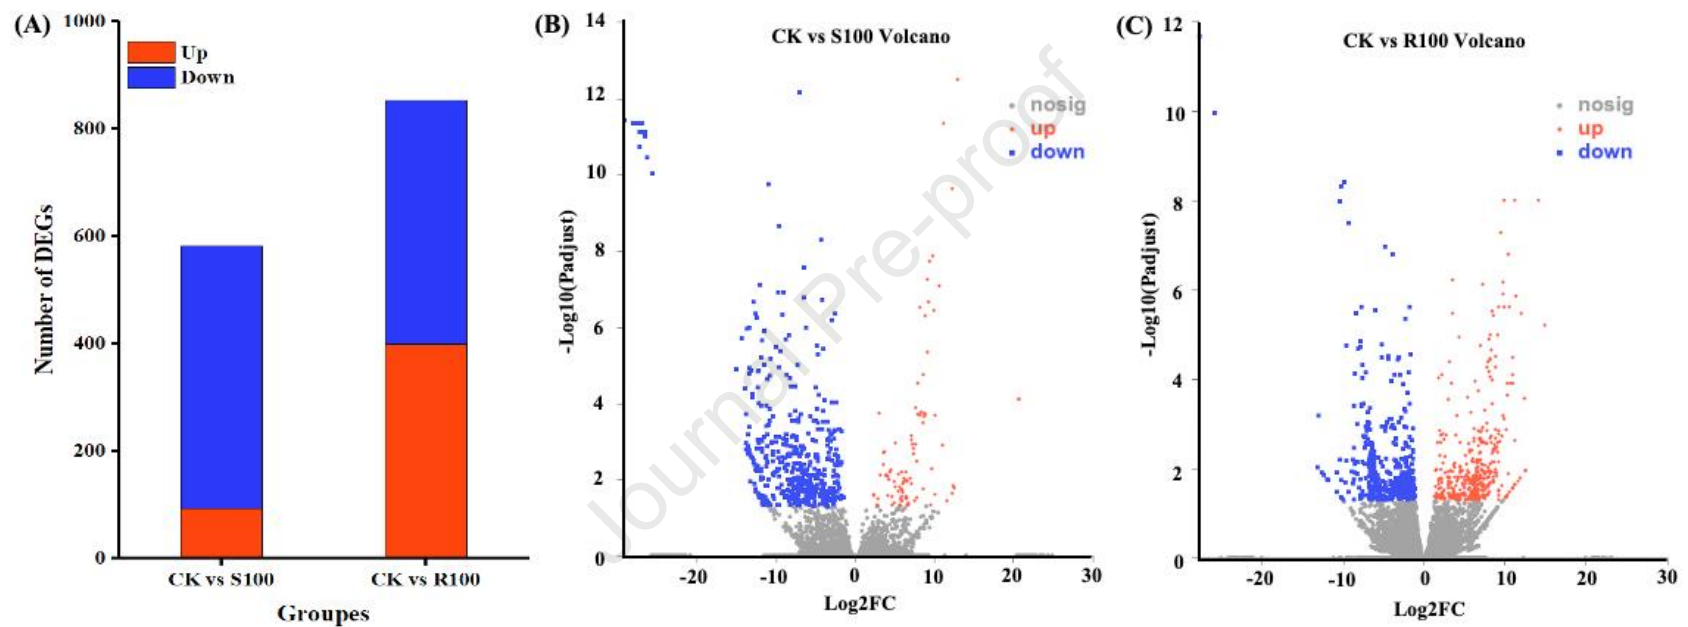 (A)
1000
800
600
400
200
0
Number of DEGs
Up
Down
CK vs S100
CK vs R100
Groupes
(B)
14
12
10
8
6
4
2
0
-Log10(Padjust)
CK vs S100 Volcano
nosig
up
down
-20 -10 0 10 20 30
Log2FC
(C)
12
10
8
6
4
2
0
-Log10(Padjust)
CK vs R100 Volcano
nosig
up
down
-20 -10 0 10 20 30
Log2FC
Journal Pre-proof